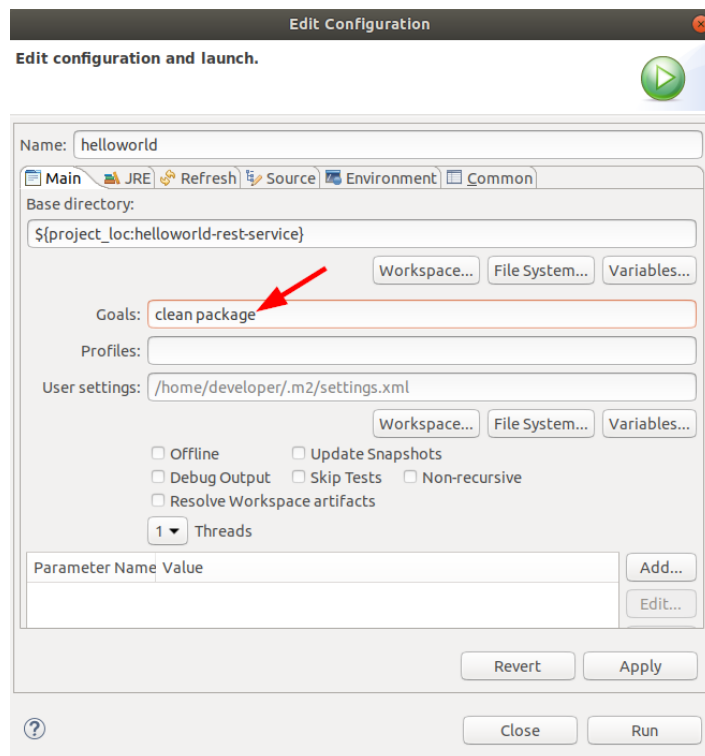 Edit Configuration
Edit configuration and launch.
Name: helloworld
Main JRE Refresh Source Environment Common
Base directory:
${project_loc:helloworld-rest-service}
Workspace... File System... Variables...
Goals: clean package
Profiles:
User settings: /home/developer/.m2/settings.xml
Workspace... File System... Variables...
Offline Update Snapshots
Debug Output Skip Tests Non-recursive
Resolve Workspace artifacts
1 Threads
Parameter Name Value Add...
Edit...
Revert Apply
? Close Run